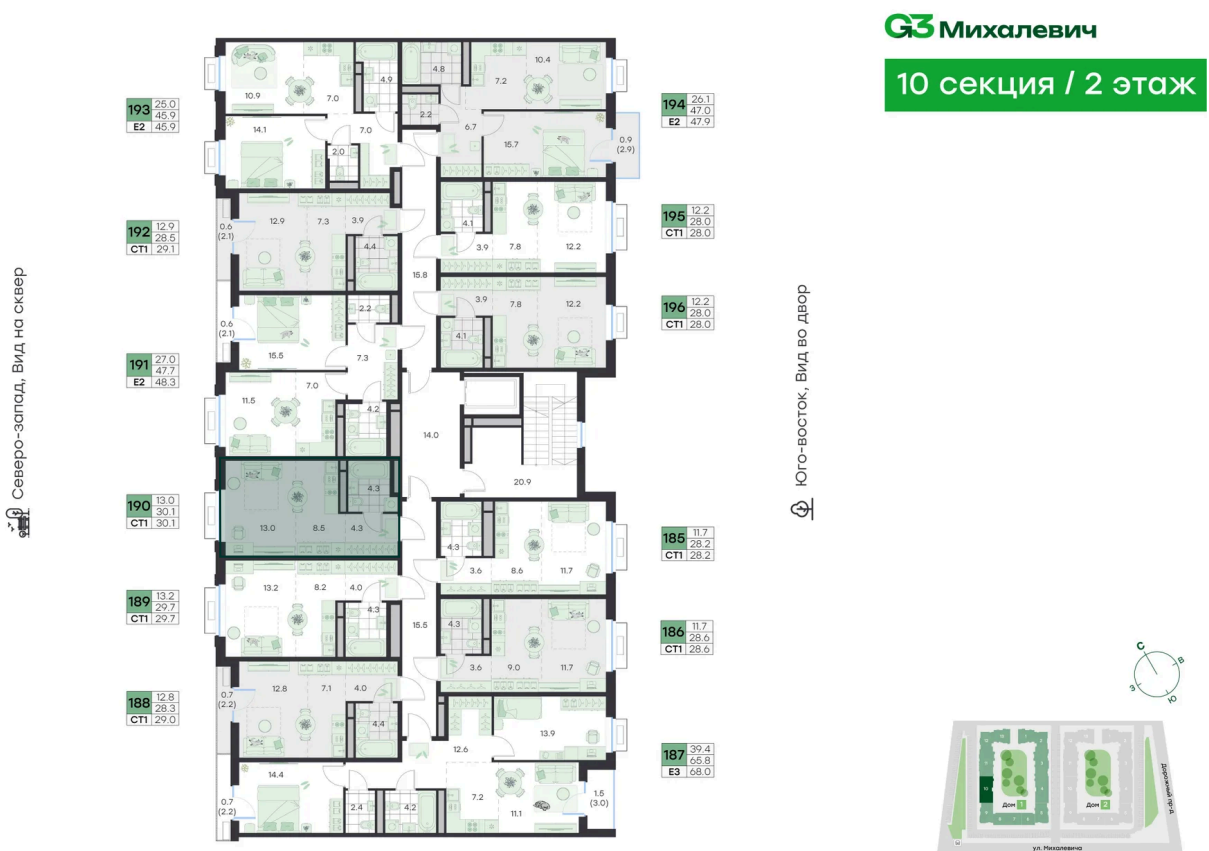 G3 Михалевич
10 секция / 2 этаж
Северо-запад, Вид на сквер
Юго-восток, Вид во двор
193 25.0
45.9
Е2 45.9
192 12.9
28.5
СТ1 29.1
191 27.0
47.7
Е2 48.3
190 13.0
30.1
СТ1 30.1
189 13.2
29.7
СТ1 29.7
188 12.8
28.3
СТ1 29.0
194 26.1
47.0
Е2 47.9
195 12.2
28.0
СТ1 28.0
196 12.2
28.0
СТ1 28.0
185 11.7
28.2
СТ1 28.2
186 11.7
28.6
СТ1 28.6
187 39.4
65.8
Е3 68.0
10.9 7.0 4.9
14.1 2.0 7.0
4.8 7.2 10.4
2.2 6.7 15.7
0.9
(2.9)
0.6
(2.1)
12.9 7.3 3.9
4.4
4.1
3.9 7.8 12.2
15.8
3.9 7.8 12.2
4.1
0.6
(2.1)
2.2
15.5 7.3
7.0
11.5 4.2
14.0
20.9
4.3
13.0 8.5 4.3
4.3
3.6 8.6 11.7
13.2 8.2 4.0
4.3
15.5
4.3
3.6 9.0 11.7
0.7
(2.2)
12.8 7.1 4.0
4.4
12.6 13.9
0.7
(2.2)
14.4
2.4 4.2
7.2 11.1
1.5
(3.0)
С
В
З
Ю
Дом 1
Дом 2
Дорожный пр-д
ул. Михалевича